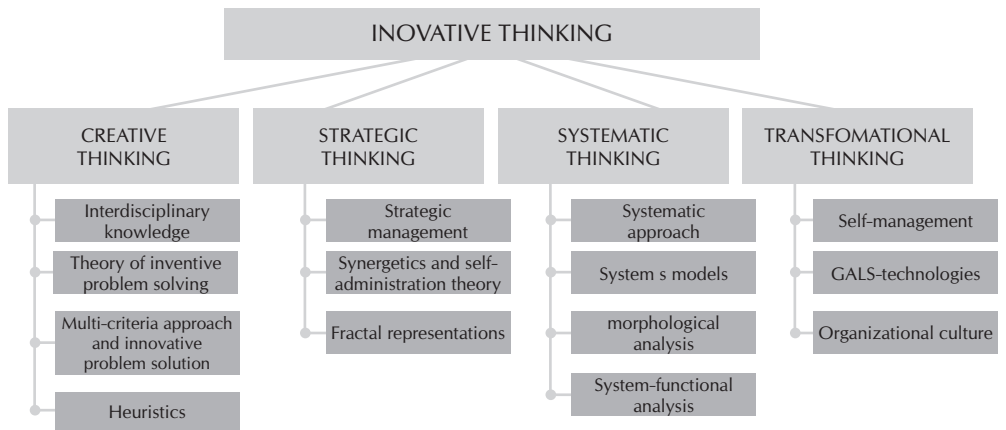 INOVATIVE THINKING
CREATIVE
THINKING
Interdisciplinary
knowledge
Theory of inventive
problem solving
Multi-criteria approach
and innovative
problem solution
Heuristics
STRATEGIC
THINKING
Strategic
management
Synergetics and self-
administration theory
Fractal representations
SYSTEMATIC
THINKING
Systematic
approach
System s models
morphological
analysis
System-functional
analysis
TRANSFOMATIONAL
THINKING
Self-management
GALS-technologies
Organizational culture